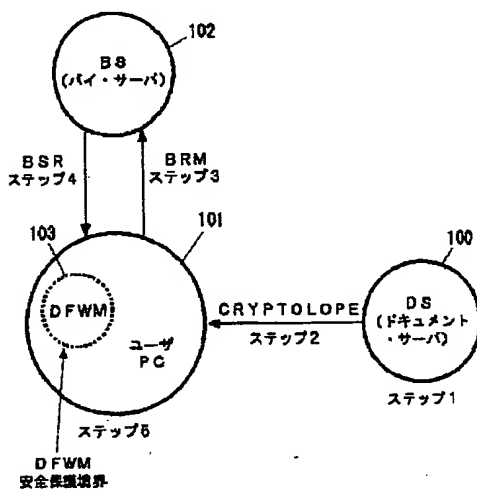 102
BS
(バイ・サーバ)
BSR
ステップ4
BRM
ステップ3
103
101
100
DFWM
ユーザ
PC
CRYPTOLOPE
ステップ2
DS
(ドキュメント
・サーバ)
ステップ1
ステップ5
DFWM
安全保護境界